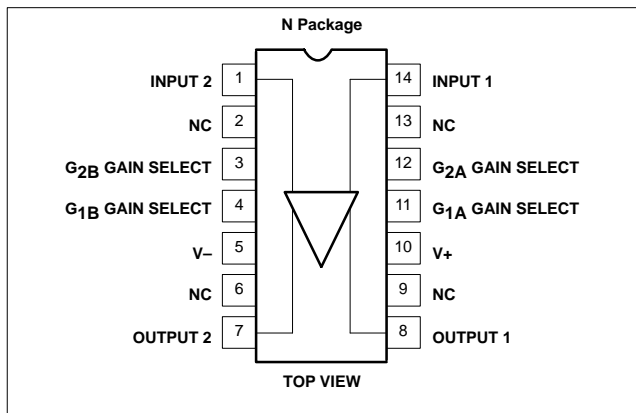 N Package
INPUT 2 1 14 INPUT 1
NC 2 13 NC
G2B GAIN SELECT 3 12 G2A GAIN SELECT
G1B GAIN SELECT 4 11 G1A GAIN SELECT
V– 5 10 V+
NC 6 9 NC
OUTPUT 2 7 8 OUTPUT 1
TOP VIEW